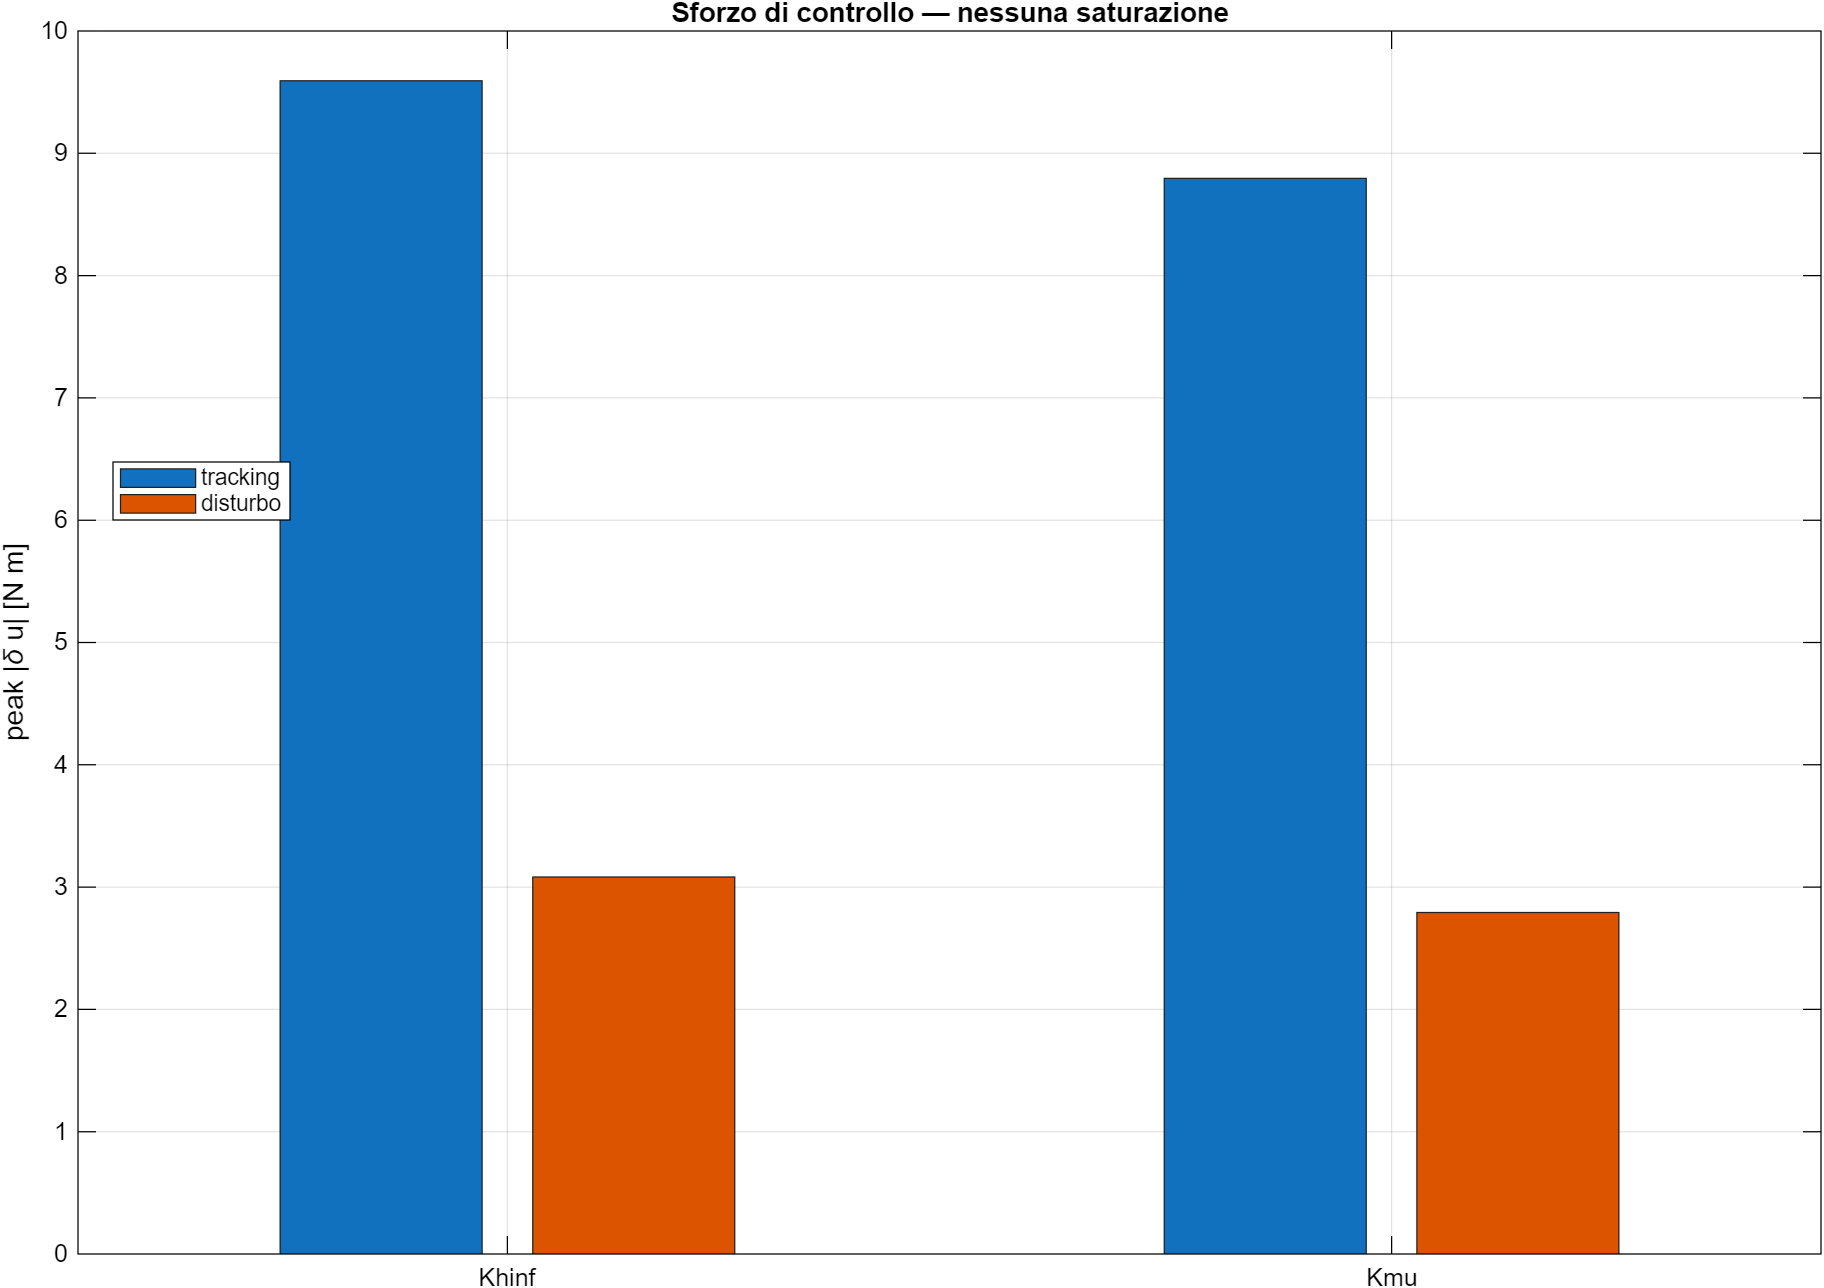 Sforzo di controllo — nessuna saturazione
10
9
8
7
6
5
4
3
2
1
0
peak |δ u| [N m]
tracking
disturbo
Khinf
Kmu